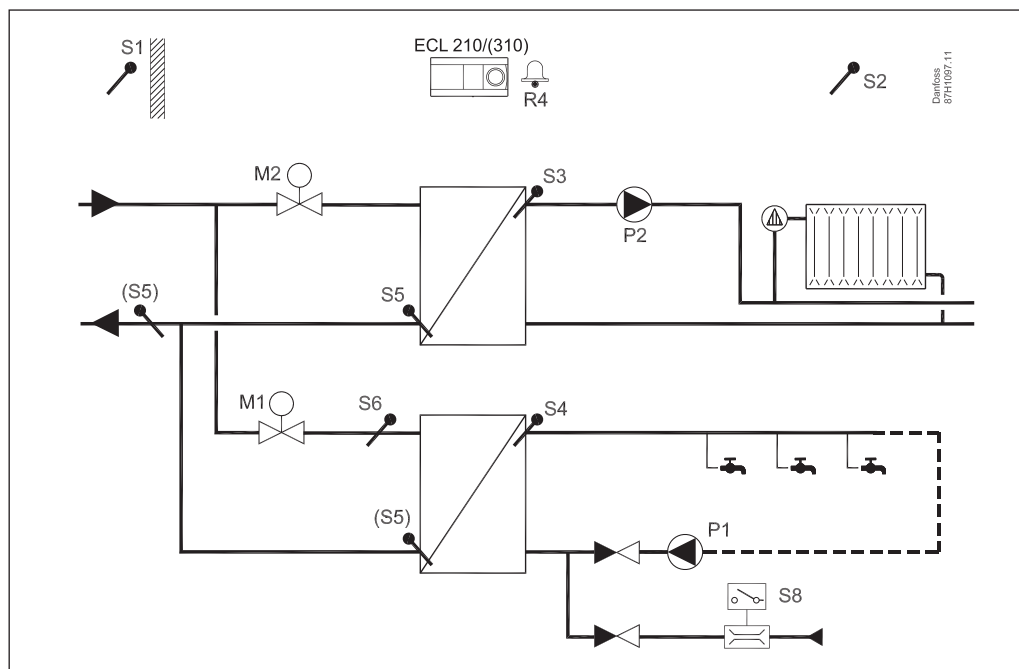 S1
ECL 210/(310)
R4
S2
Danfoss
87H1097.11
M2
S3
P2
(S5)
S5
M1
S6
S4
(S5)
P1
S8